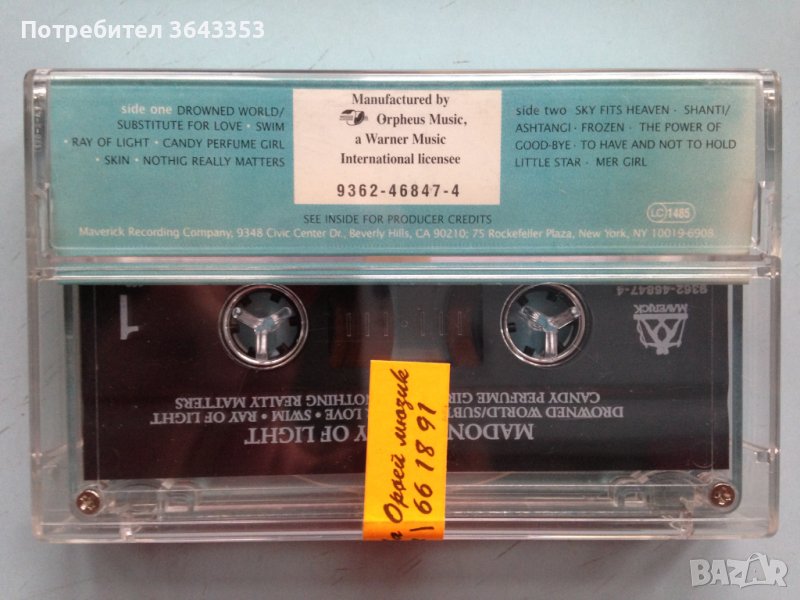 Потребител 3643353
side one DROWNED WORLD/
SUBSTITUTE FOR LOVE · SWIM
· RAY OF LIGHT · CANDY PERFUME GIRL
· SKIN · NOTHIG REALLY MATTERS
Manufactured by
Orpheus Music,
a Warner Music
International licensee
9362-46847-4
side two SKY FITS HEAVEN · SHANTI/
ASHTANGI · FROZEN · THE POWER OF
GOOD-BYE · TO HAVE AND NOT TO HOLD
LITTLE STAR · MER GIRL
SEE INSIDE FOR PRODUCER CREDITS
LC 1485
Maverick Recording Company, 9348 Civic Center Dr., Beverly Hills, CA 90210; 75 Rockefeller Plaza, New York, NY 10019-6908.
1
9362-46847-4
MAVERICK
MADON Y OF LIGHT
DROWNED WORLD/SUBST LOVE • SWIM • RAY OF LIGHT
CANDY PERFUME GIR NOTHING REALLY MATTERS
Орфей мюзик
66 18 91
BAZAR